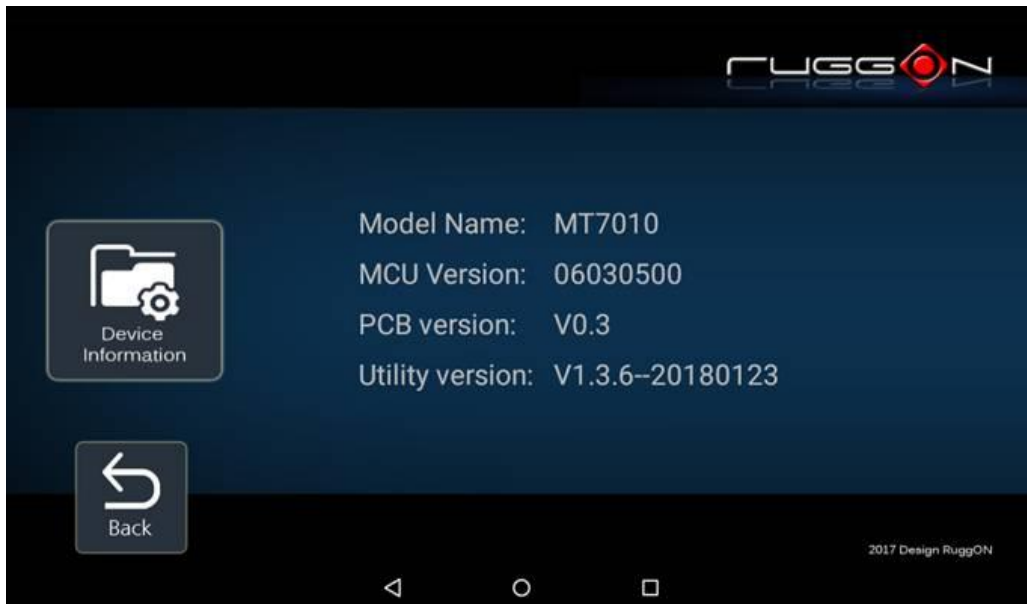 ruggON
Model Name: MT7010
MCU Version: 06030500
PCB version: V0.3
Utility version: V1.3.6--20180123
Device
Information
Back
2017 Design RuggON